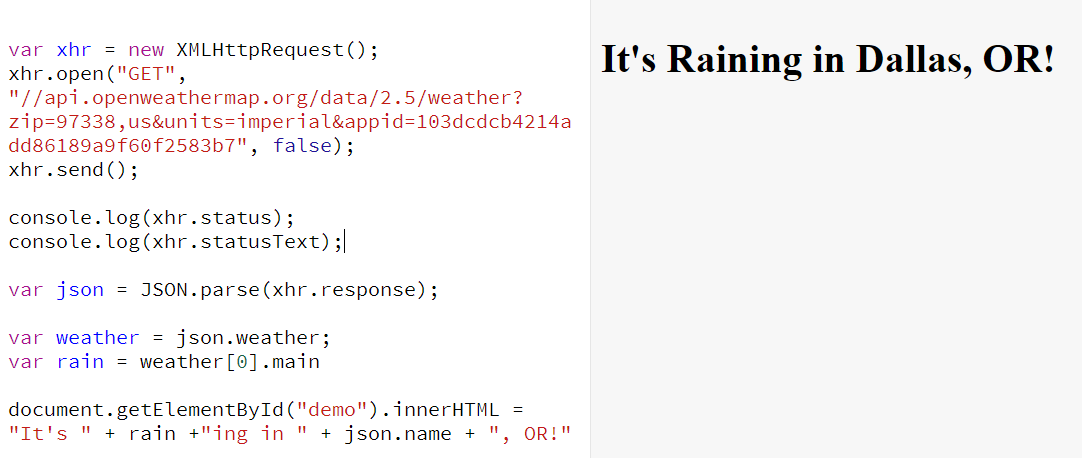 var xhr = new XMLHttpRequest();
xhr.open("GET",
"//api.openweathermap.org/data/2.5/weather?
zip=97338,us&units=imperial&appid=103dcdcb4214a
dd86189a9f60f2583b7", false);
xhr.send();
console.log(xhr.status);
console.log(xhr.statusText);
var json = JSON.parse(xhr.response);
var weather = json.weather;
var rain = weather[0].main
document.getElementById("demo").innerHTML =
"It's " + rain +"ing in " + json.name + ", OR!"
It's Raining in Dallas, OR!